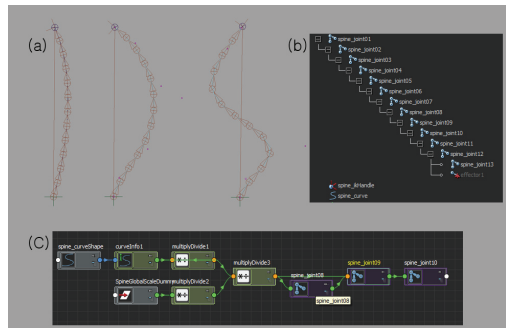 (a)
(b)
spine_joint01
spine_joint02
spine_joint03
spine_joint04
spine_joint05
spine_joint06
spine_joint07
spine_joint08
spine_joint09
spine_joint10
spine_joint11
spine_joint12
spine_joint13
effector1
spine_ikHandle
spine_curve
(C)
spine_curveShape
curveInfo1
multiplyDivide1
SpineGlobalScaleDumm
multiplyDivide2
multiplyDivide3
spine_joint08
spine_joint09
spine_joint10
spine_joint08